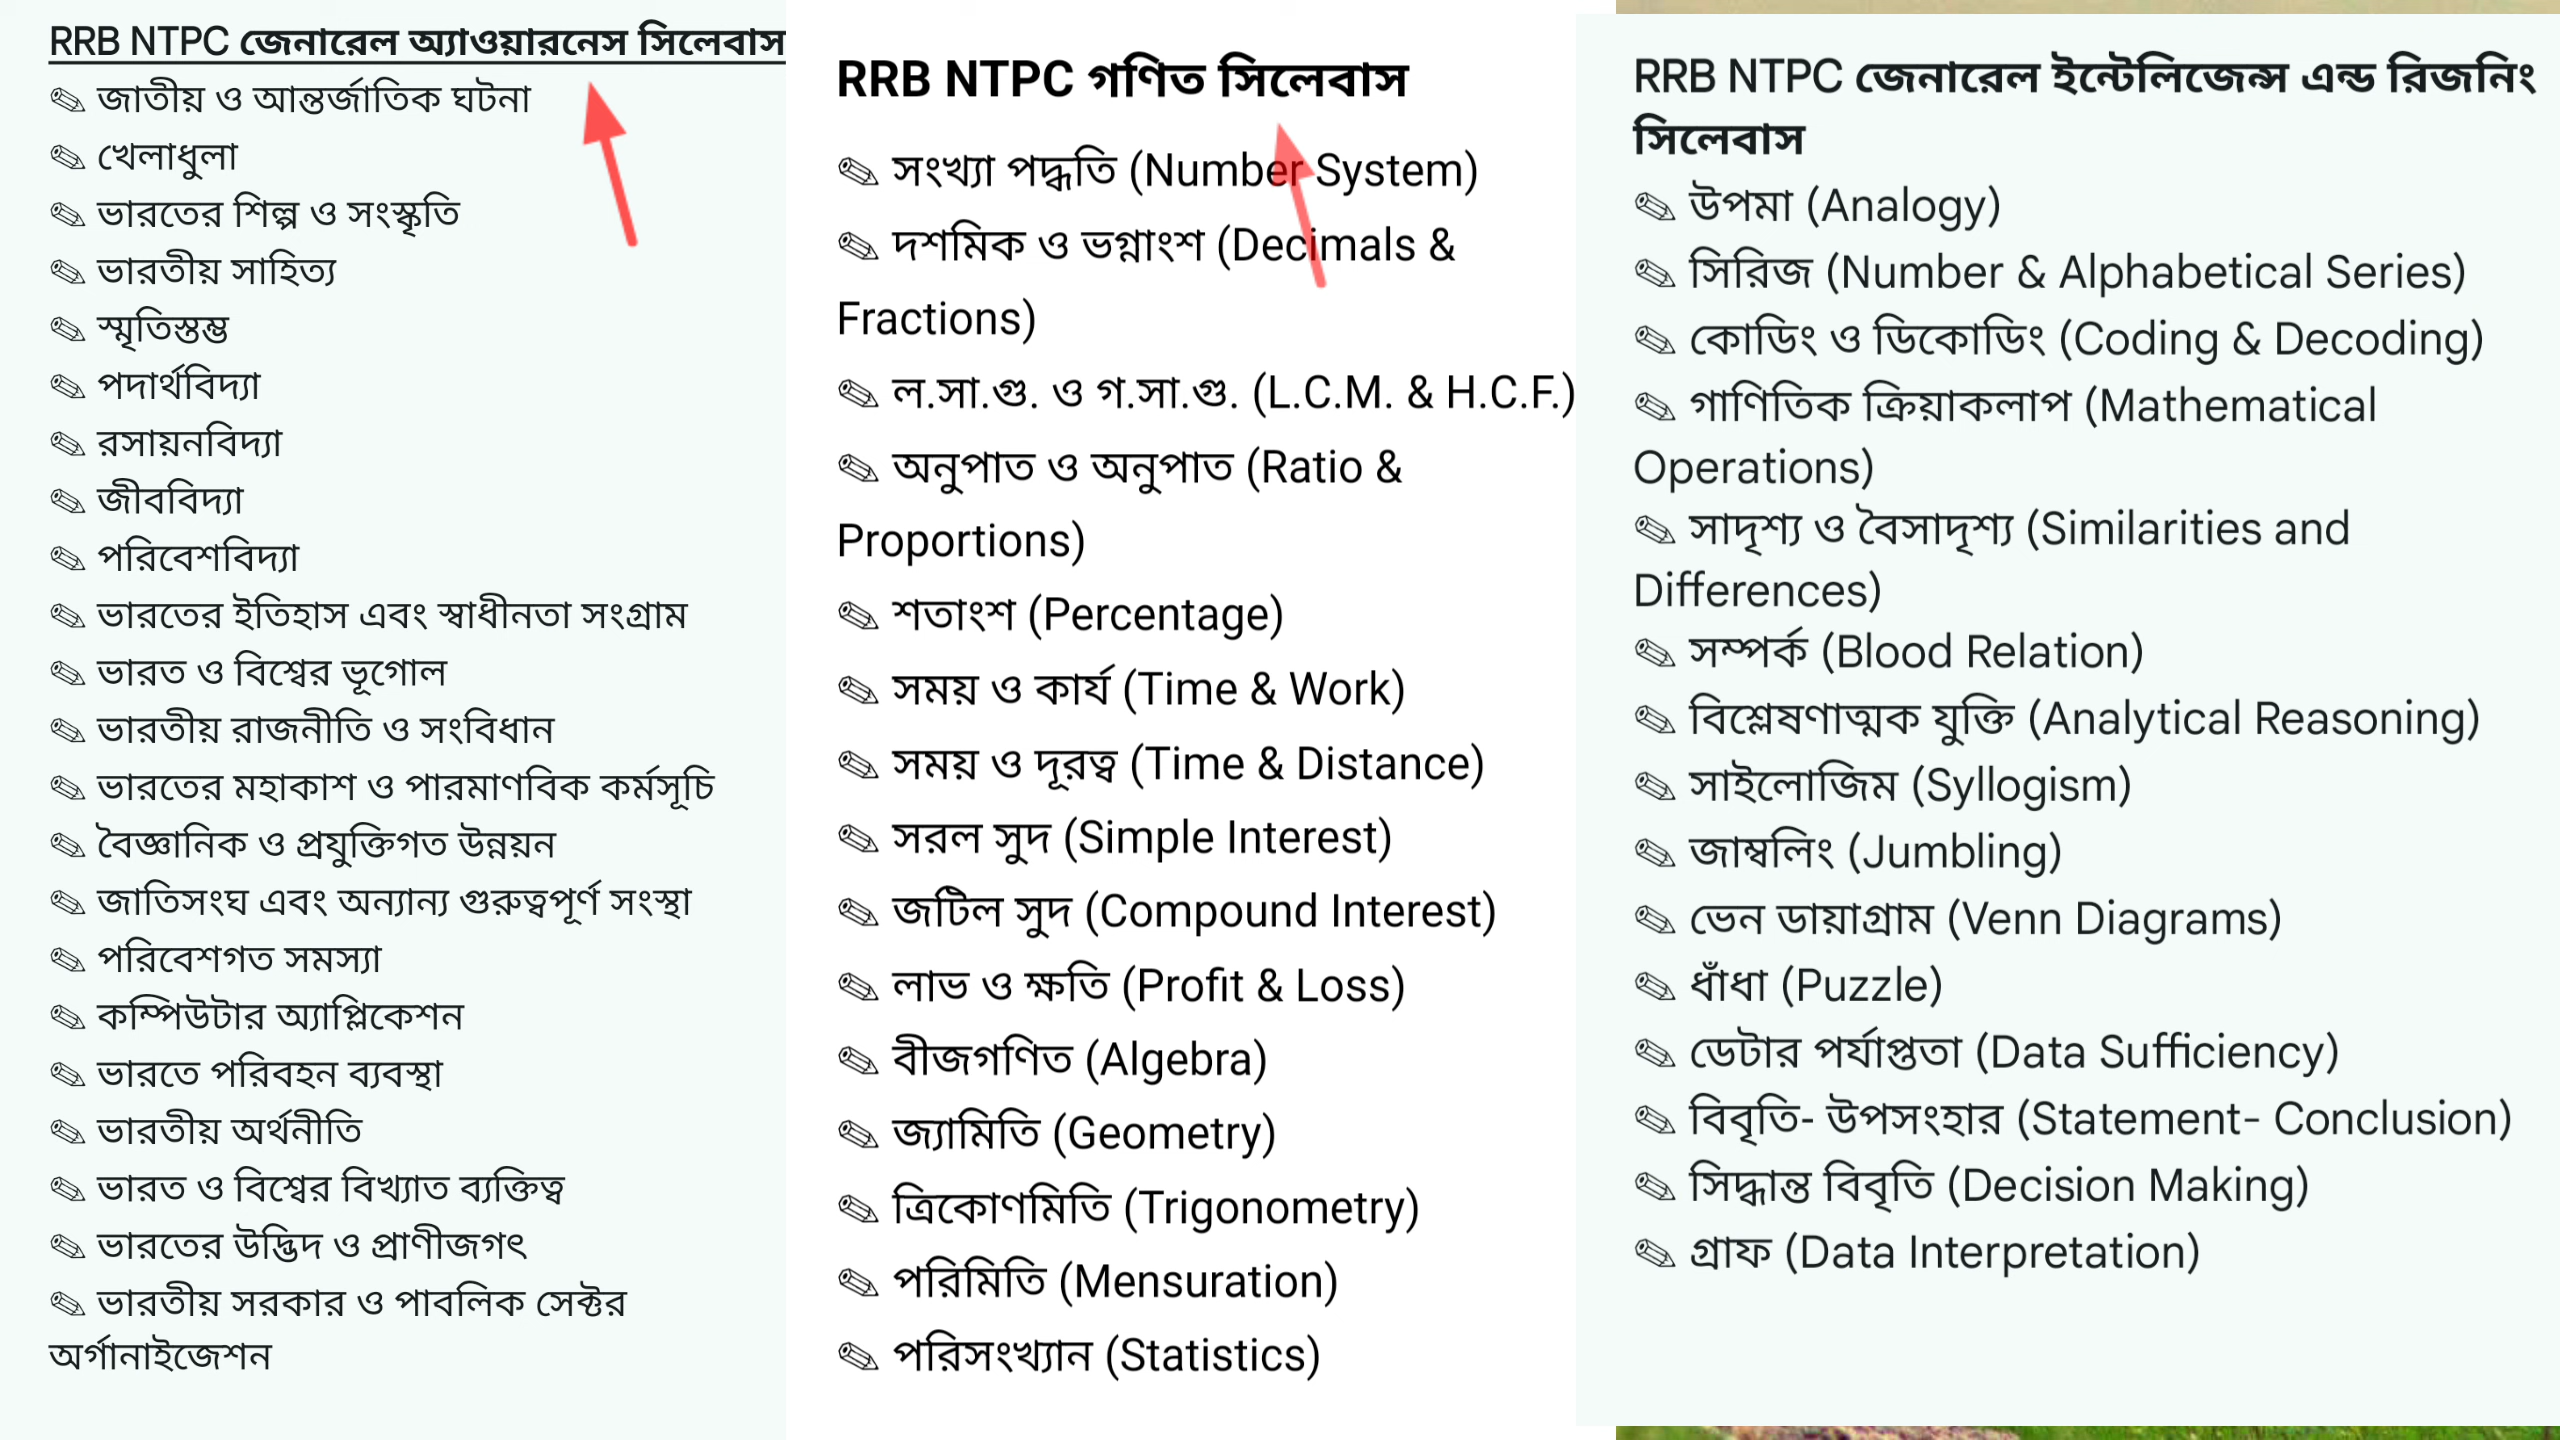 RRB NTPC জেনারেল অ্যাওয়ারনেস সিলেবাস
✎ জাতীয় ও আন্তর্জাতিক ঘটনা
✎ খেলাধুলা
✎ ভারতের শিল্প ও সংস্কৃতি
✎ ভারতীয় সাহিত্য
✎ স্মৃতিস্তম্ভ
✎ পদার্থবিদ্যা
✎ রসায়নবিদ্যা
✎ জীববিদ্যা
✎ পরিবেশবিদ্যা
✎ ভারতের ইতিহাস এবং স্বাধীনতা সংগ্রাম
✎ ভারত ও বিশ্বের ভূগোল
✎ ভারতীয় রাজনীতি ও সংবিধান
✎ ভারতের মহাকাশ ও পারমাণবিক কর্মসূচি
✎ বৈজ্ঞানিক ও প্রযুক্তিগত উন্নয়ন
✎ জাতিসংঘ এবং অন্যান্য গুরুত্বপূর্ণ সংস্থা
✎ পরিবেশগত সমস্যা
✎ কম্পিউটার অ্যাপ্লিকেশন
✎ ভারতে পরিবহন ব্যবস্থা
✎ ভারতীয় অর্থনীতি
✎ ভারত ও বিশ্বের বিখ্যাত ব্যক্তিত্ব
✎ ভারতের উদ্ভিদ ও প্রাণীজগৎ
✎ ভারতীয় সরকার ও পাবলিক সেক্টর
অর্গানাইজেশন
RRB NTPC গণিত সিলেবাস
✎ সংখ্যা পদ্ধতি (Number System)
✎ দশমিক ও ভগ্নাংশ (Decimals &
Fractions)
✎ ল.সা.গু. ও গ.সা.গু. (L.C.M. & H.C.F.)
✎ অনুপাত ও অনুপাত (Ratio &
Proportions)
✎ শতাংশ (Percentage)
✎ সময় ও কার্য (Time & Work)
✎ সময় ও দূরত্ব (Time & Distance)
✎ সরল সুদ (Simple Interest)
✎ জটিল সুদ (Compound Interest)
✎ লাভ ও ক্ষতি (Profit & Loss)
✎ বীজগণিত (Algebra)
✎ জ্যামিতি (Geometry)
✎ ত্রিকোণমিতি (Trigonometry)
✎ পরিমিতি (Mensuration)
✎ পরিসংখ্যান (Statistics)
RRB NTPC জেনারেল ইন্টেলিজেন্স এন্ড রিজনিং
সিলেবাস
✎ উপমা (Analogy)
✎ সিরিজ (Number & Alphabetical Series)
✎ কোডিং ও ডিকোডিং (Coding & Decoding)
✎ গাণিতিক ক্রিয়াকলাপ (Mathematical
Operations)
✎ সাদৃশ্য ও বৈসাদৃশ্য (Similarities and
Differences)
✎ সম্পর্ক (Blood Relation)
✎ বিশ্লেষণাত্মক যুক্তি (Analytical Reasoning)
✎ সাইলোজিম (Syllogism)
✎ জাম্বলিং (Jumbling)
✎ ভেন ডায়াগ্রাম (Venn Diagrams)
✎ ধাঁধা (Puzzle)
✎ ডেটার পর্যাপ্ততা (Data Sufficiency)
✎ বিবৃতি- উপসংহার (Statement- Conclusion)
✎ সিদ্ধান্ত বিবৃতি (Decision Making)
✎ গ্রাফ (Data Interpretation)